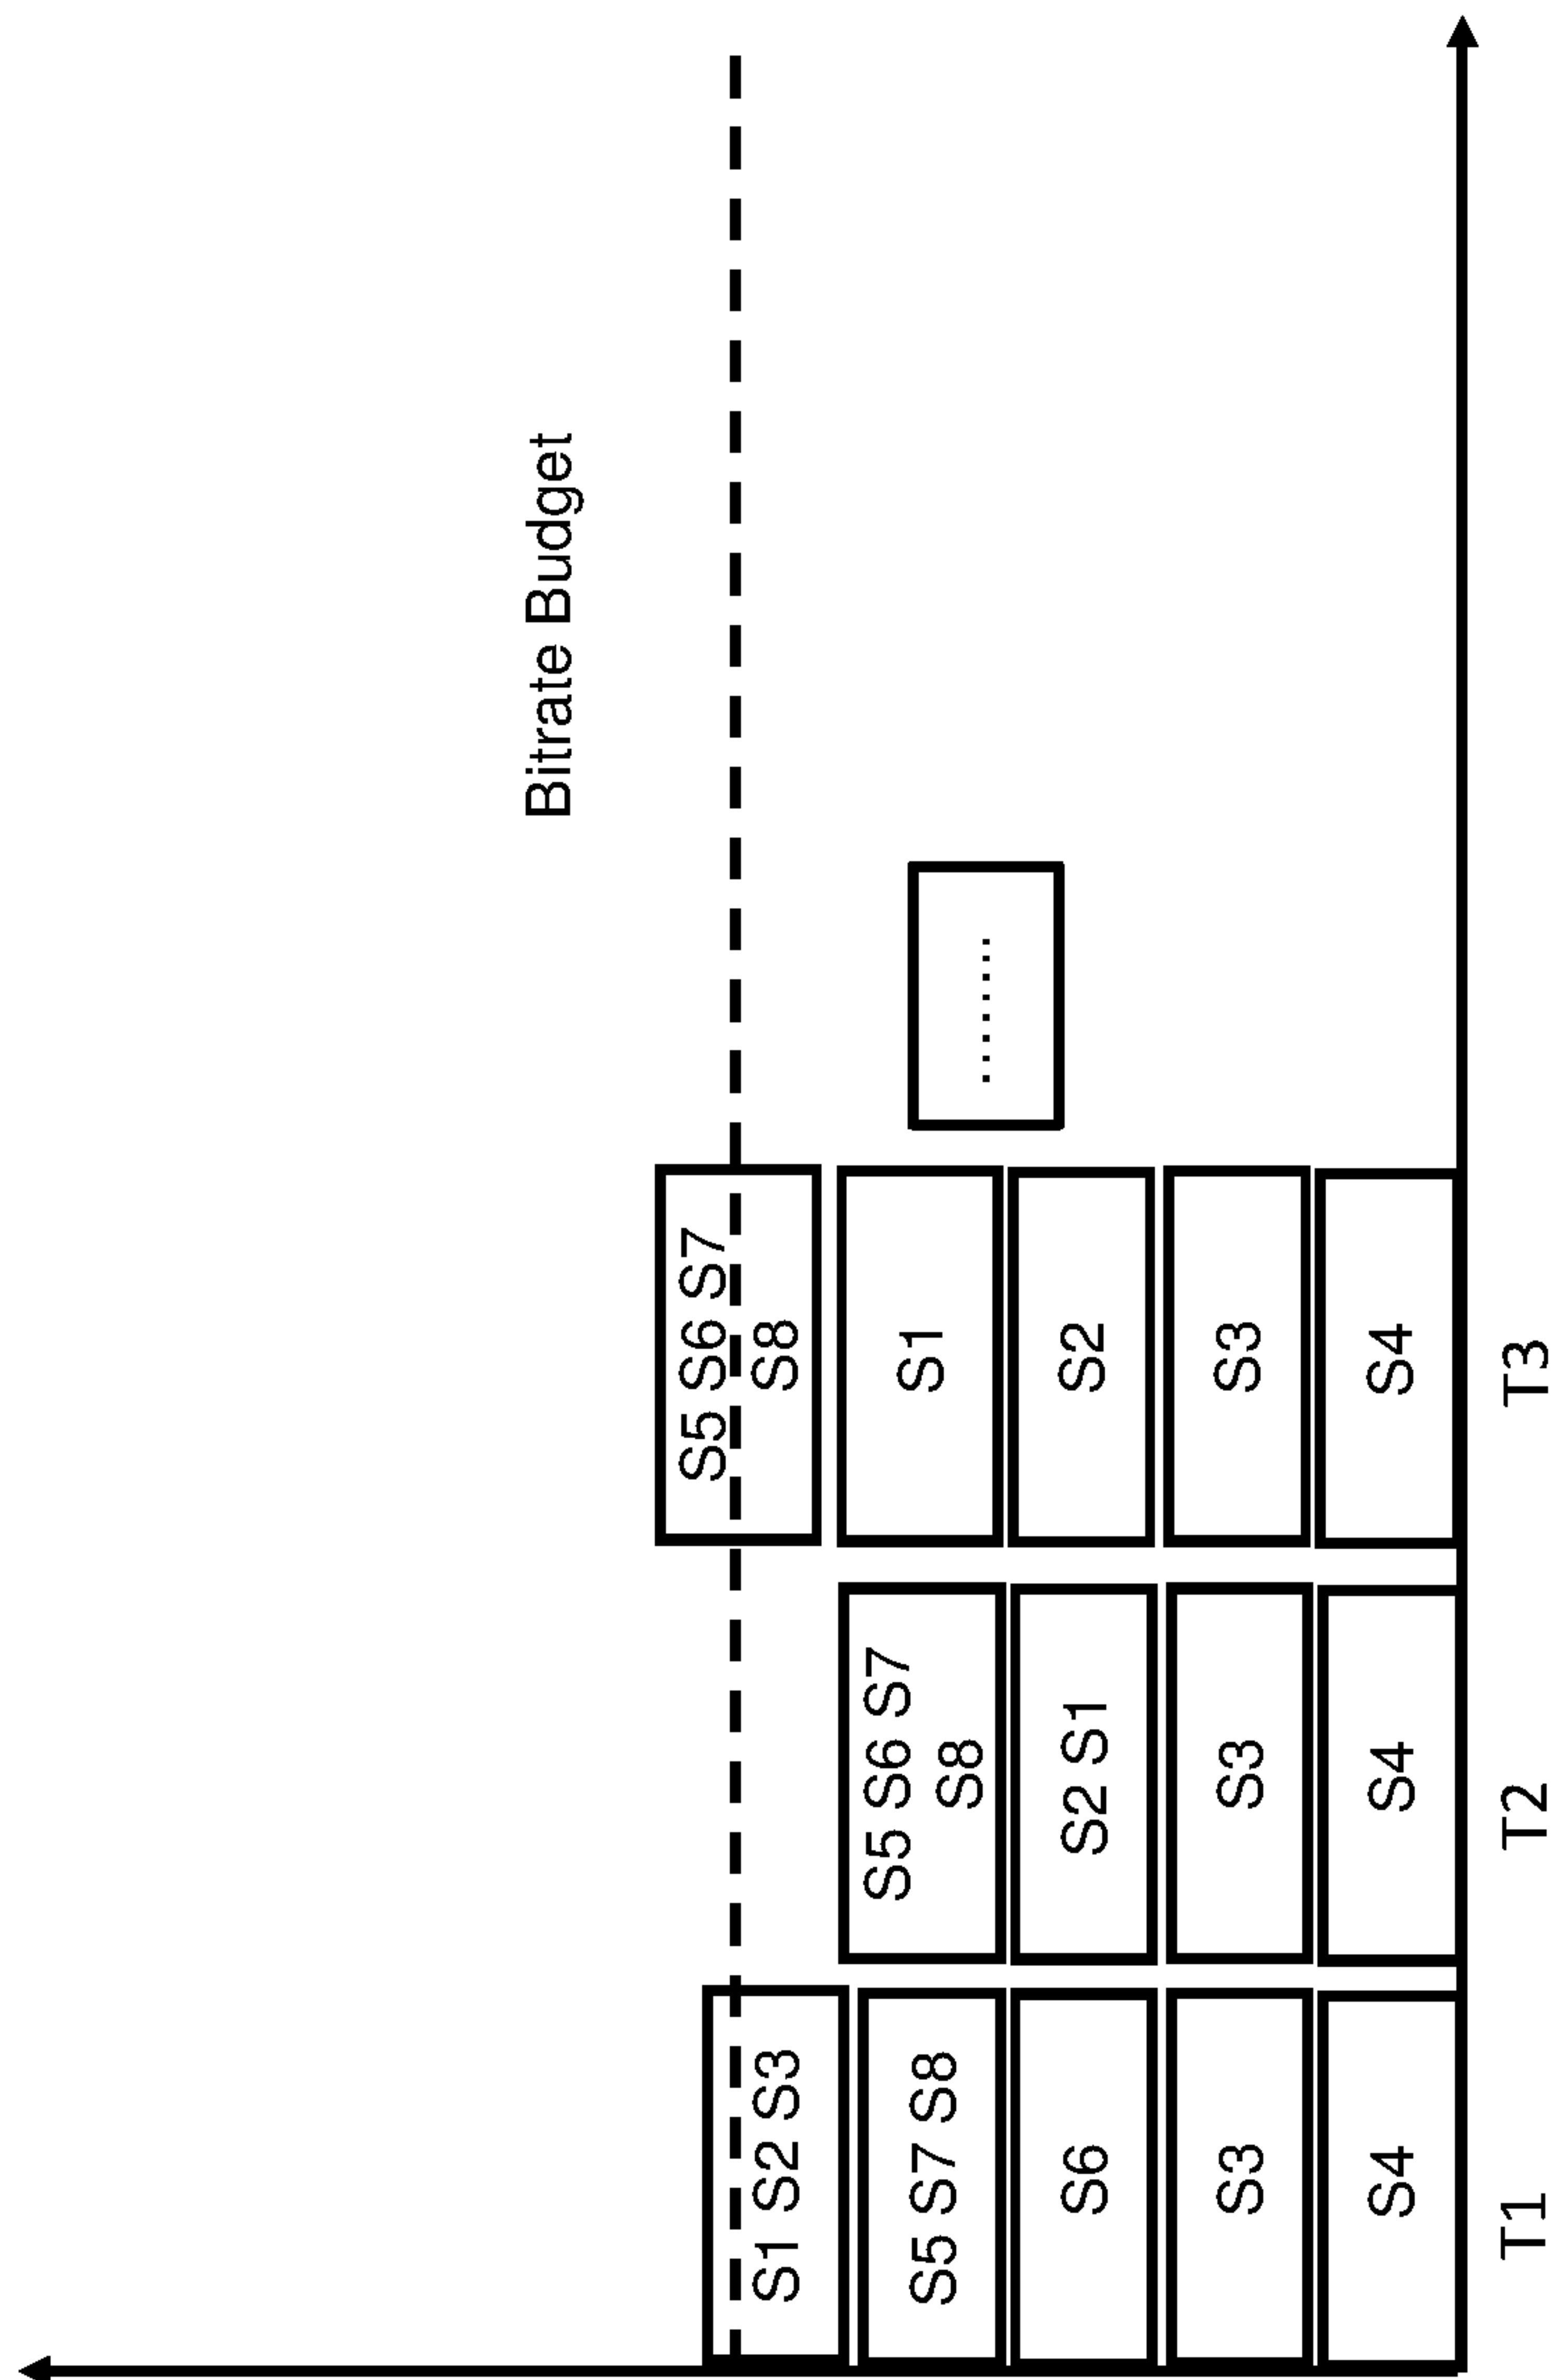 Bitrate Budget
S1 S2 S3
S5 S7 S8
S6
S3
S4
S5 S6 S7
S8
S2 S1
S3
S4
S5 S6 S7
S8
S1
S2
S3
S4
........
T1
T2
T3